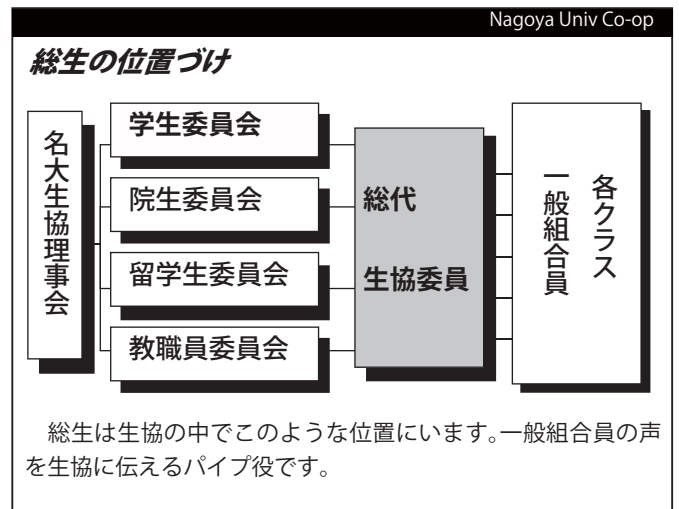 Nagoya Univ Co-op
総生の位置づけ
名大生協理事会
学生委員会
院生委員会
留学生委員会
教職員委員会
総代
生協委員
各クラス
一般組合員
総生は生協の中でこのような位置にいます。一般組合員の声
を生協に伝えるパイプ役です。